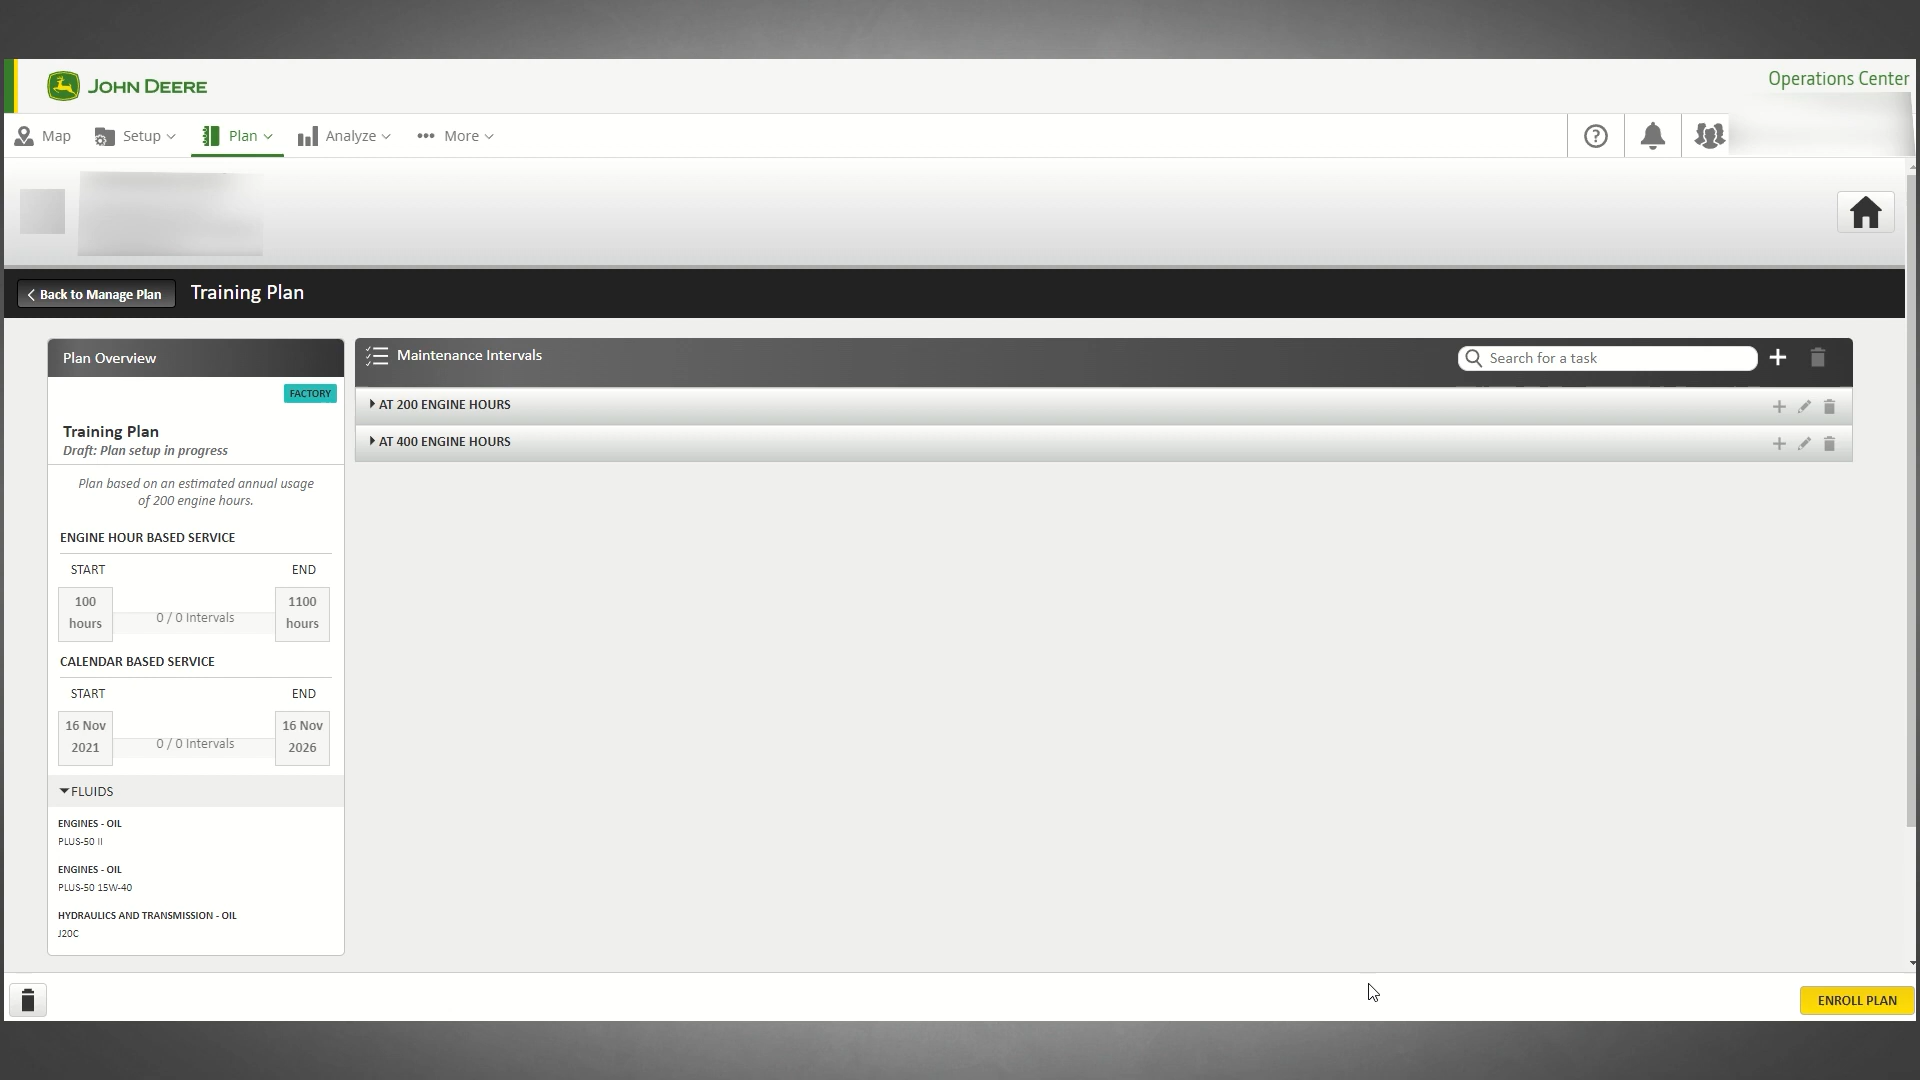 JOHN DEERE
Operations Center
Map
Setup
Plan
Analyze
More
Back to Manage Plan
Training Plan
Plan Overview
FACTORY
Training Plan
Draft: Plan setup in progress
Plan based on an estimated annual usage
of 200 engine hours.
ENGINE HOUR BASED SERVICE
START
END
100
hours
0 / 0 Intervals
1100
hours
CALENDAR BASED SERVICE
START
END
16 Nov
2021
0 / 0 Intervals
16 Nov
2026
FLUIDS
ENGINES - OIL
PLUS-50 II
ENGINES - OIL
PLUS-50 15W-40
HYDRAULICS AND TRANSMISSION - OIL
J20C
Maintenance Intervals
Search for a task
AT 200 ENGINE HOURS
AT 400 ENGINE HOURS
ENROLL PLAN